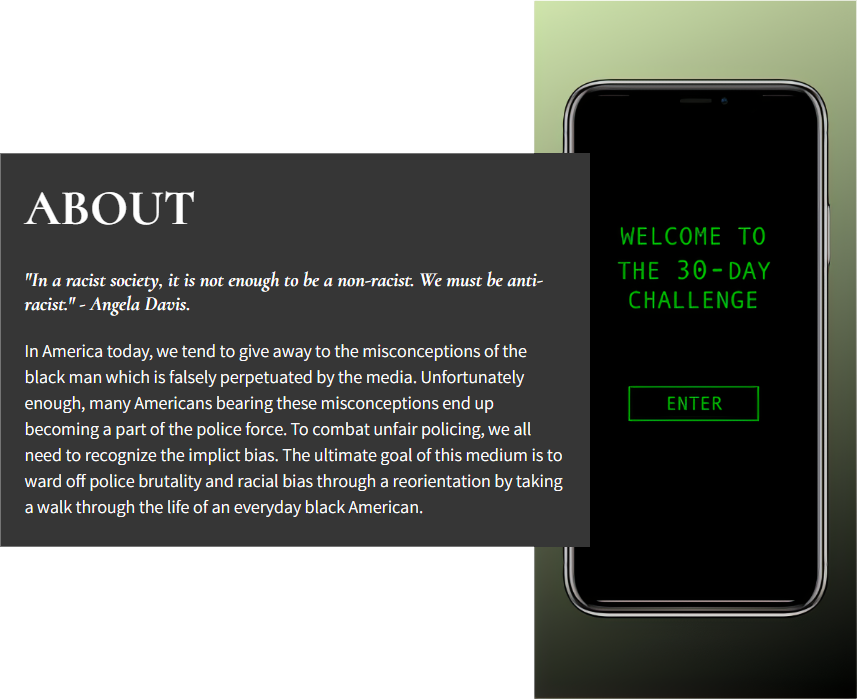 ABOUT
"In a racist society, it is not enough to be a non-racist. We must be anti-
racist." - Angela Davis.
In America today, we tend to give away to the misconceptions of the
black man which is falsely perpetuated by the media. Unfortunately
enough, many Americans bearing these misconceptions end up
becoming a part of the police force. To combat unfair policing, we all
need to recognize the implict bias. The ultimate goal of this medium is to
ward off police brutality and racial bias through a reorientation by taking
a walk through the life of an everyday black American.
WELCOME TO
THE 30-DAY
CHALLENGE
ENTER